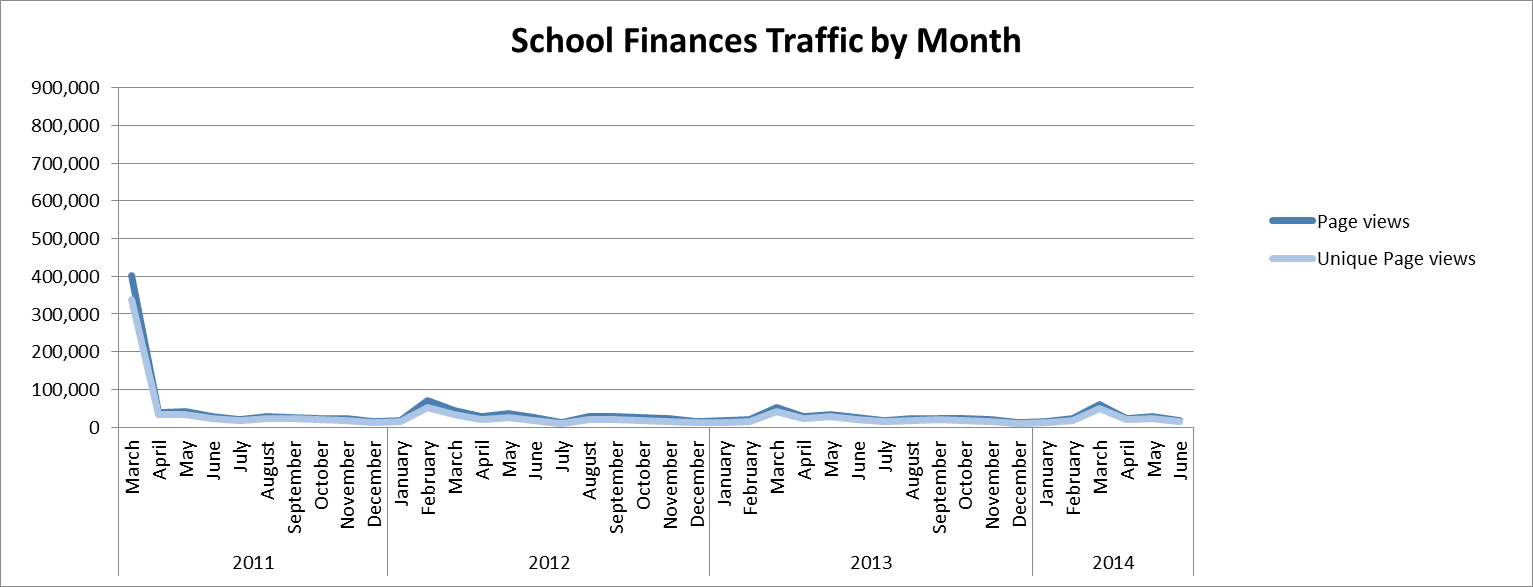 School Finances Traffic by Month
900,000
800,000
700,000
600,000
500,000
400,000
300,000
200,000
100,000
0
Page views
Unique Page views
March
April
May
June
July
August
September
October
November
December
January
February
March
April
May
June
July
August
September
October
November
December
January
February
March
April
May
June
July
August
September
October
November
December
January
February
March
April
May
June
2011
2012
2013
2014